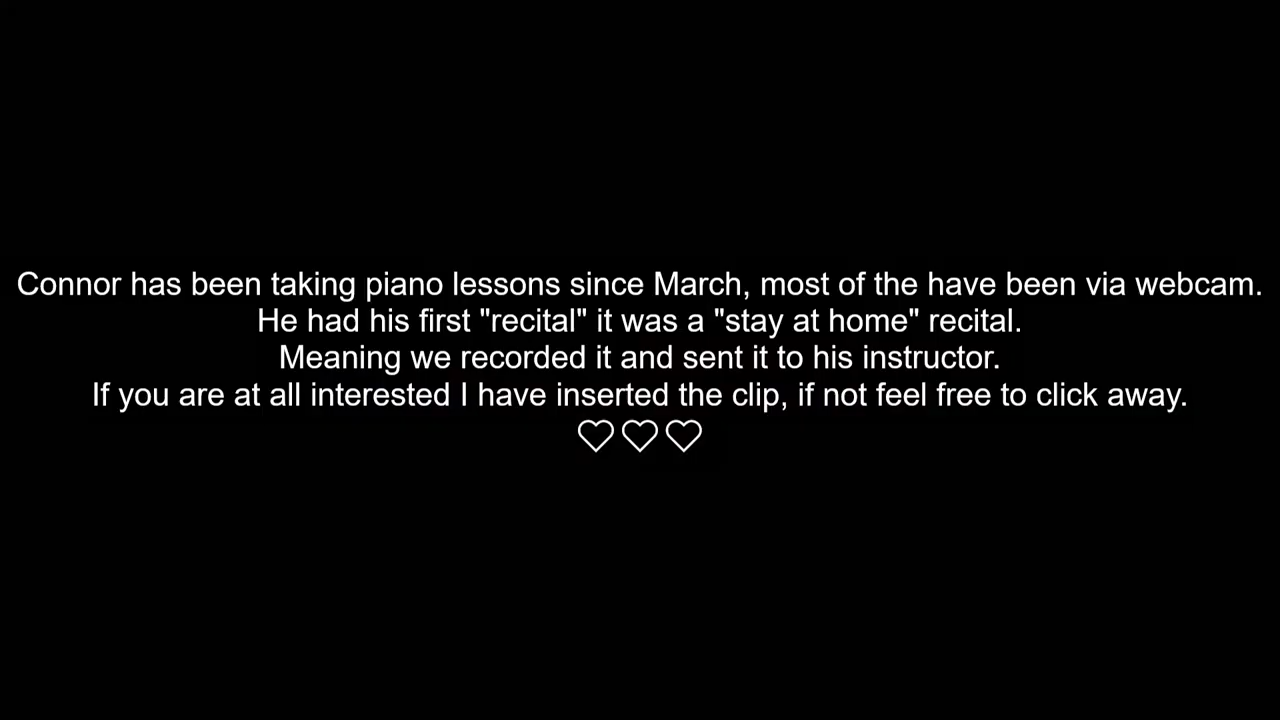 Connor has been taking piano lessons since March, most of the have been via webcam.
He had his first "recital" it was a "stay at home" recital.
Meaning we recorded it and sent it to his instructor.
If you are at all interested I have inserted the clip, if not feel free to click away.
♡♡♡